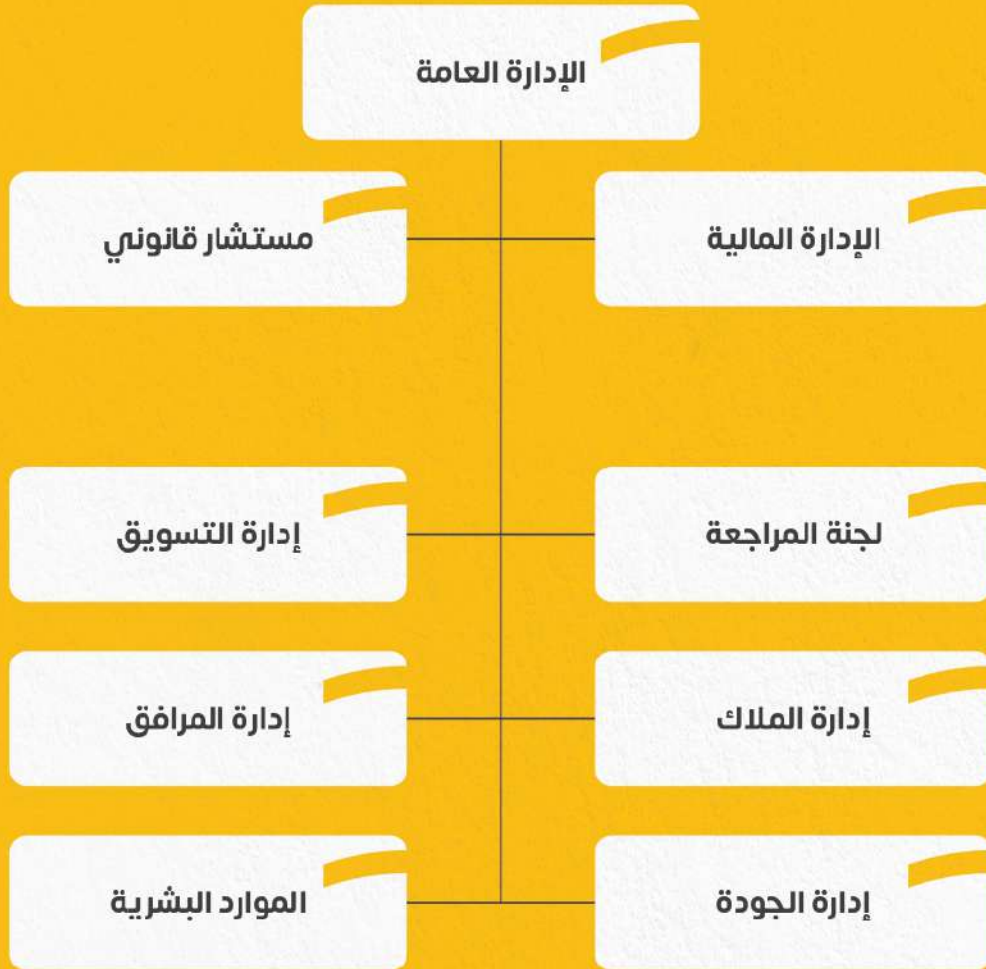 الإدارة العامة
الإدارة المالية
مستشار قانوني
لجنة المراجعة
إدارة التسويق
إدارة الملاك
إدارة المرافق
إدارة الجودة
الموارد البشرية